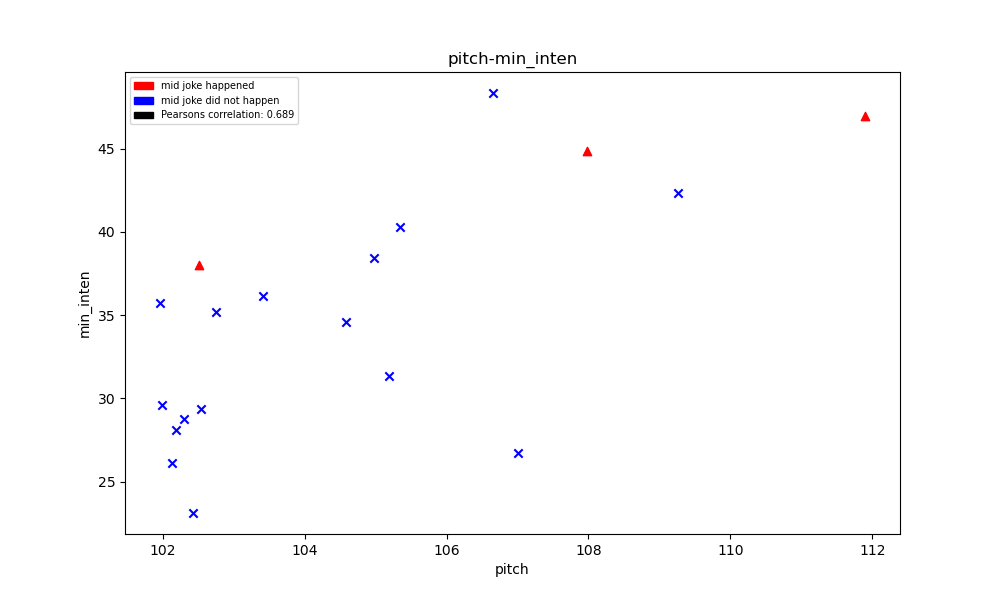 pitch-min_inten
mid joke happened
mid joke did not happen
Pearsons correlation: 0.689
45
40
35
30
25
min_inten
102 104 106 108 110 112
pitch